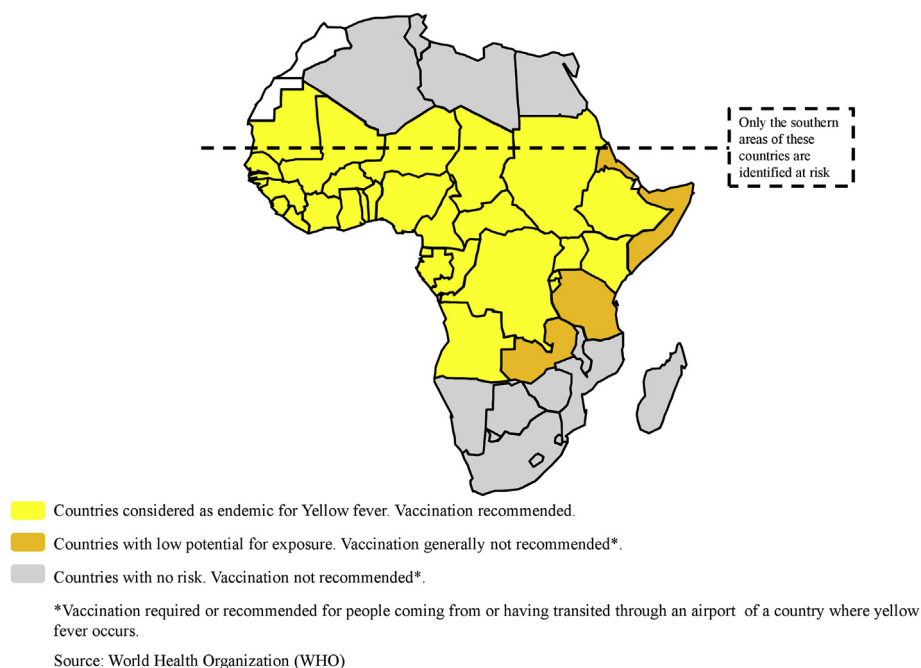 Only the southern
areas of these
countries are
identified at risk
Countries considered as endemic for Yellow fever. Vaccination recommended.
Countries with low potential for exposure. Vaccination generally not recommended*.
Countries with no risk. Vaccination not recommended*.
*Vaccination required or recommended for people coming from or having transited through an airport of a country where yellow
fever occurs.
Source: World Health Organization (WHO)